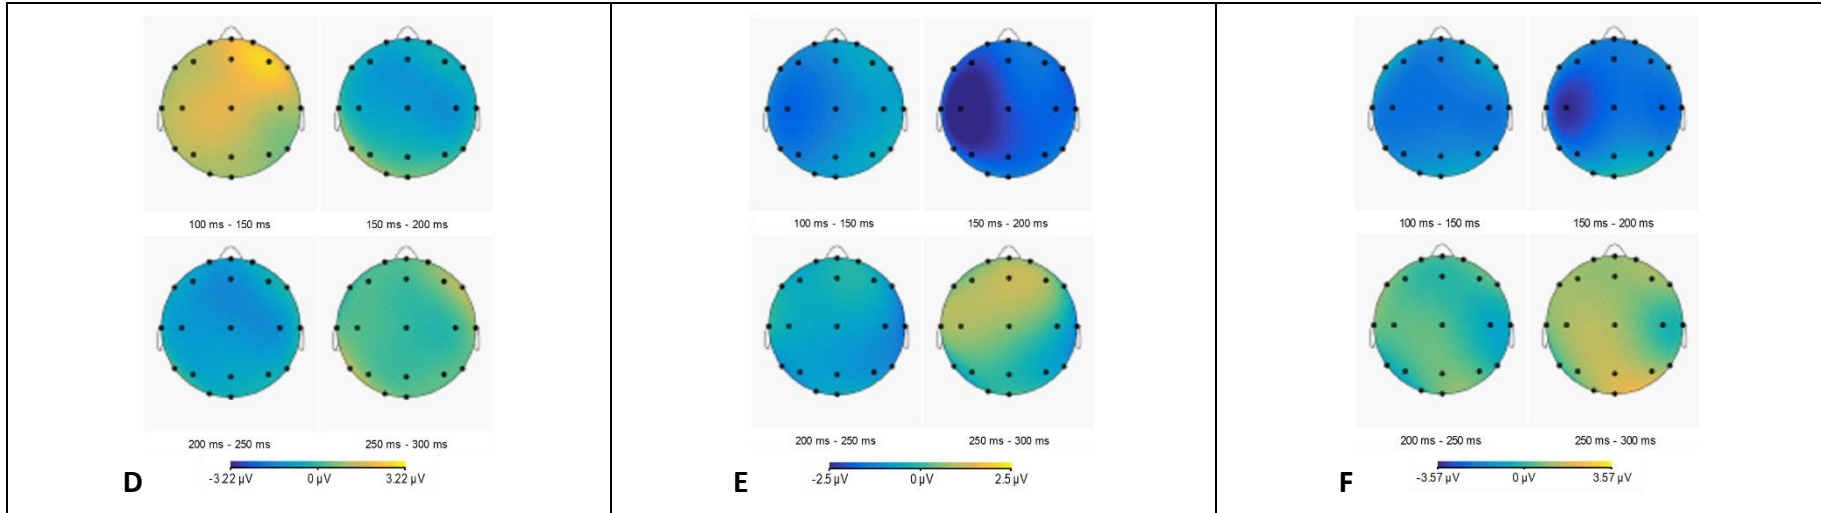 100 ms - 150 ms
150 ms - 200 ms
200 ms - 250 ms
250 ms - 300 ms
-3.22 µV
0 µV
3.22 µV
D
100 ms - 150 ms
150 ms - 200 ms
200 ms - 250 ms
250 ms - 300 ms
-2.5 µV
0 µV
2.5 µV
E
100 ms - 150 ms
150 ms - 200 ms
200 ms - 250 ms
250 ms - 300 ms
-3.57 µV
0 µV
3.57 µV
F